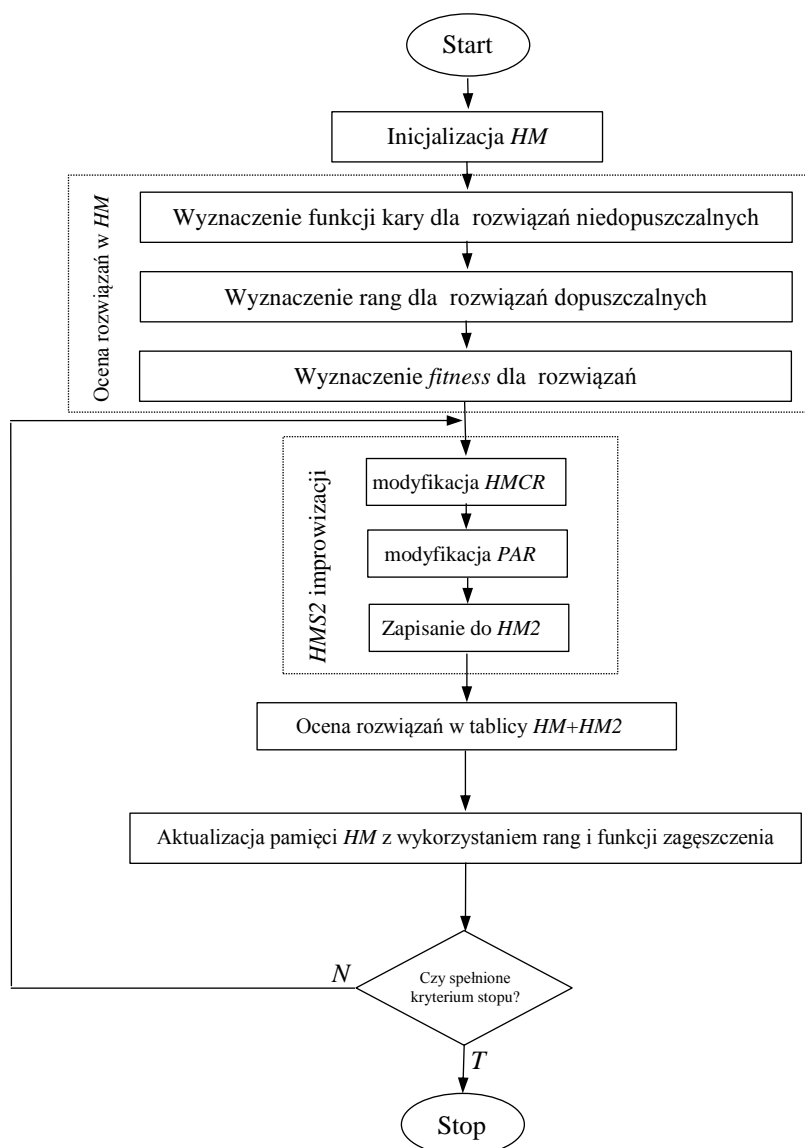 Start
Inicjalizacja HM
Ocena rozwiązań w HM
Wyznaczenie funkcji kary dla rozwiązań niedopuszczalnych
Wyznaczenie rang dla rozwiązań dopuszczalnych
Wyznaczenie fitness dla rozwiązań
HMS2 improwizacji
modyfikacja HMCR
modyfikacja PAR
Zapisanie do HM2
Ocena rozwiązań w tablicy HM+HM2
Aktualizacja pamięci HM z wykorzystaniem rang i funkcji zagęszczenia
N
Czy spełnione
kryterium stopu?
T
Stop